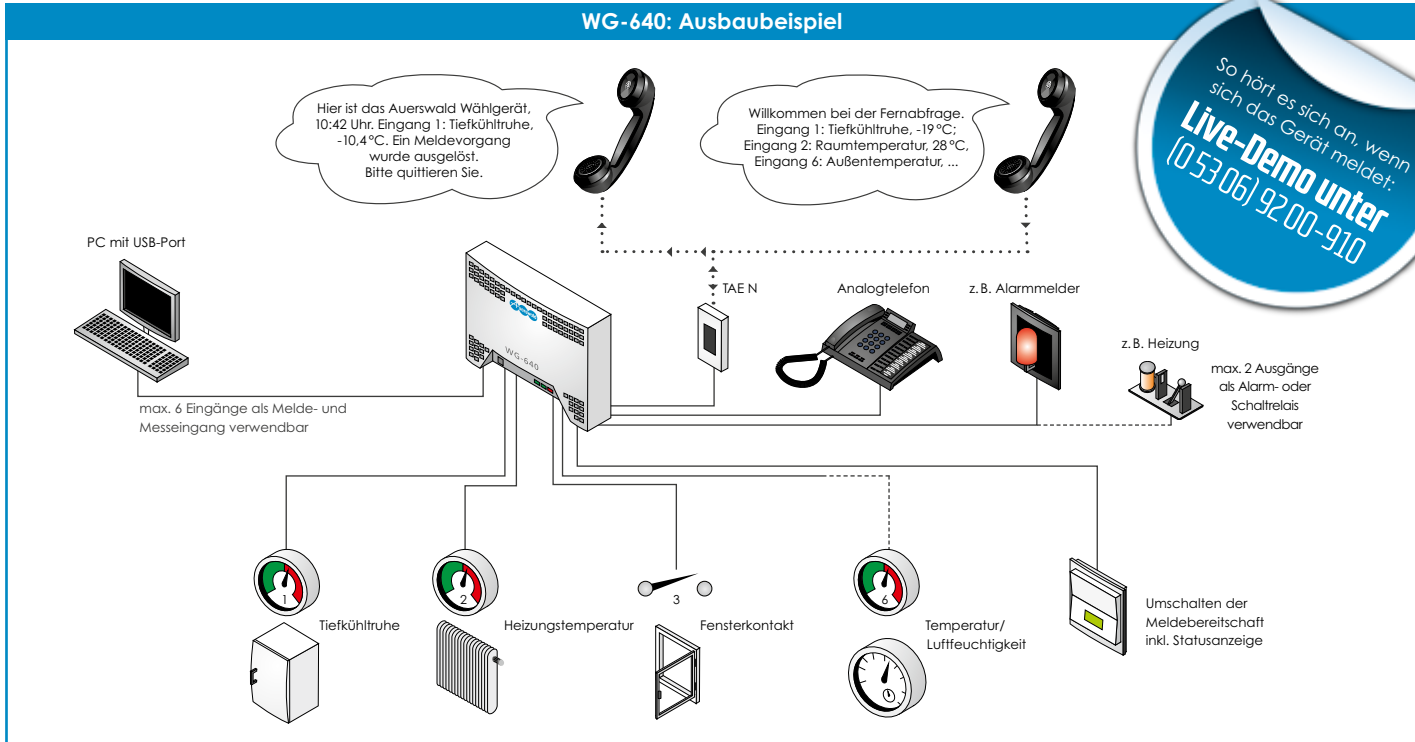 WG-640: Ausbaubeispiel
So hört es sich an, wenn
sich das Gerät meldet:
Live-Demo unter
(0 53 06) 92 00-910
Hier ist das Auerswald Wählgerät,
10:42 Uhr. Eingang 1: Tiefkühltruhe,
-10,4 °C. Ein Meldevorgang
wurde ausgelöst.
Bitte quittieren Sie.
Willkommen bei der Fernabfrage.
Eingang 1: Tiefkühltruhe, -19 °C;
Eingang 2: Raumtemperatur, 28 °C,
Eingang 6: Außentemperatur, ...
PC mit USB-Port
TAE N
Analogtelefon
z. B. Alarmmelder
z. B. Heizung
max. 2 Ausgänge
als Alarm- oder
Schaltrelais
verwendbar
WG-640
max. 6 Eingänge als Melde- und
Messeingang verwendbar
1
2
3
6
Tiefkühltruhe
Heizungstemperatur
Fensterkontakt
Temperatur/
Luftfeuchtigkeit
Umschalten der
Meldebereitschaft
inkl. Statusanzeige